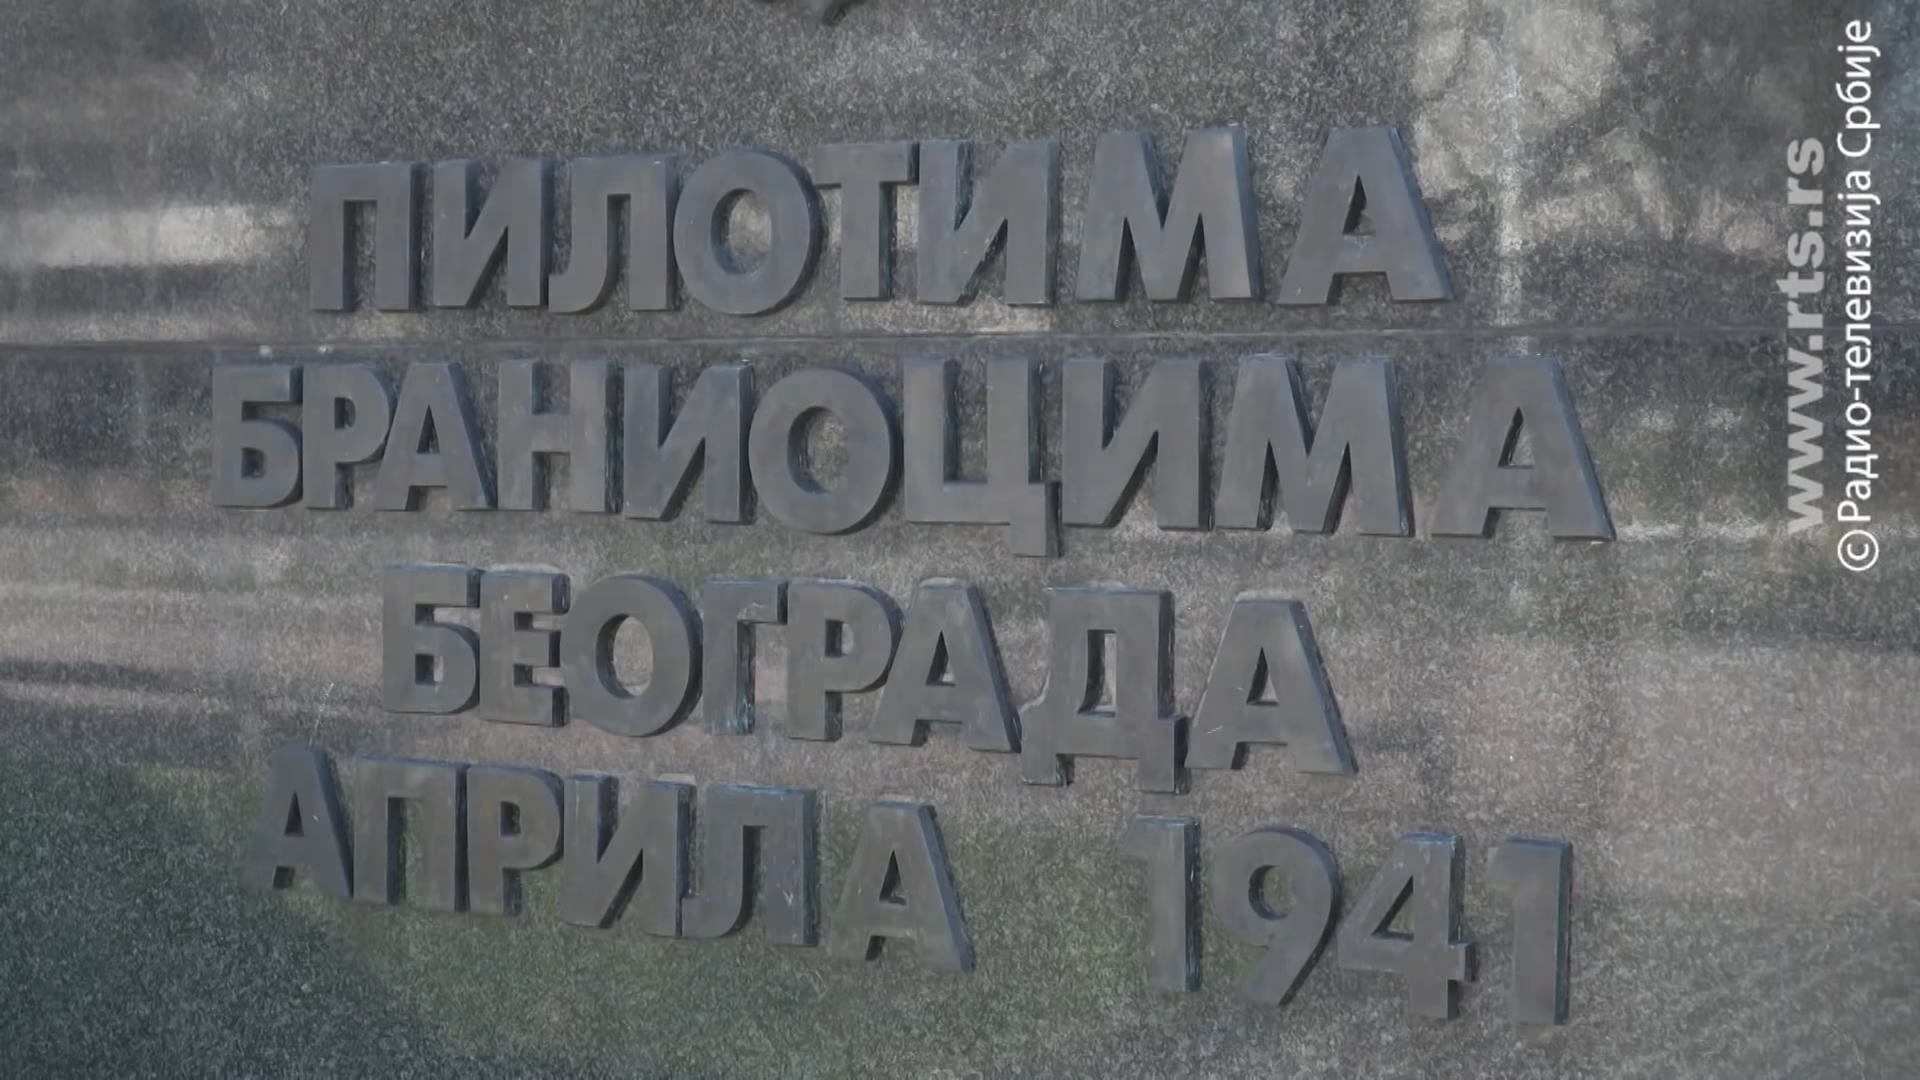 ПИЛОТИМА
БРАНИОЦИМА
БЕОГРАДА
АПРИЛА 1941
www.rts.rs
© Радио-телевизија Србије